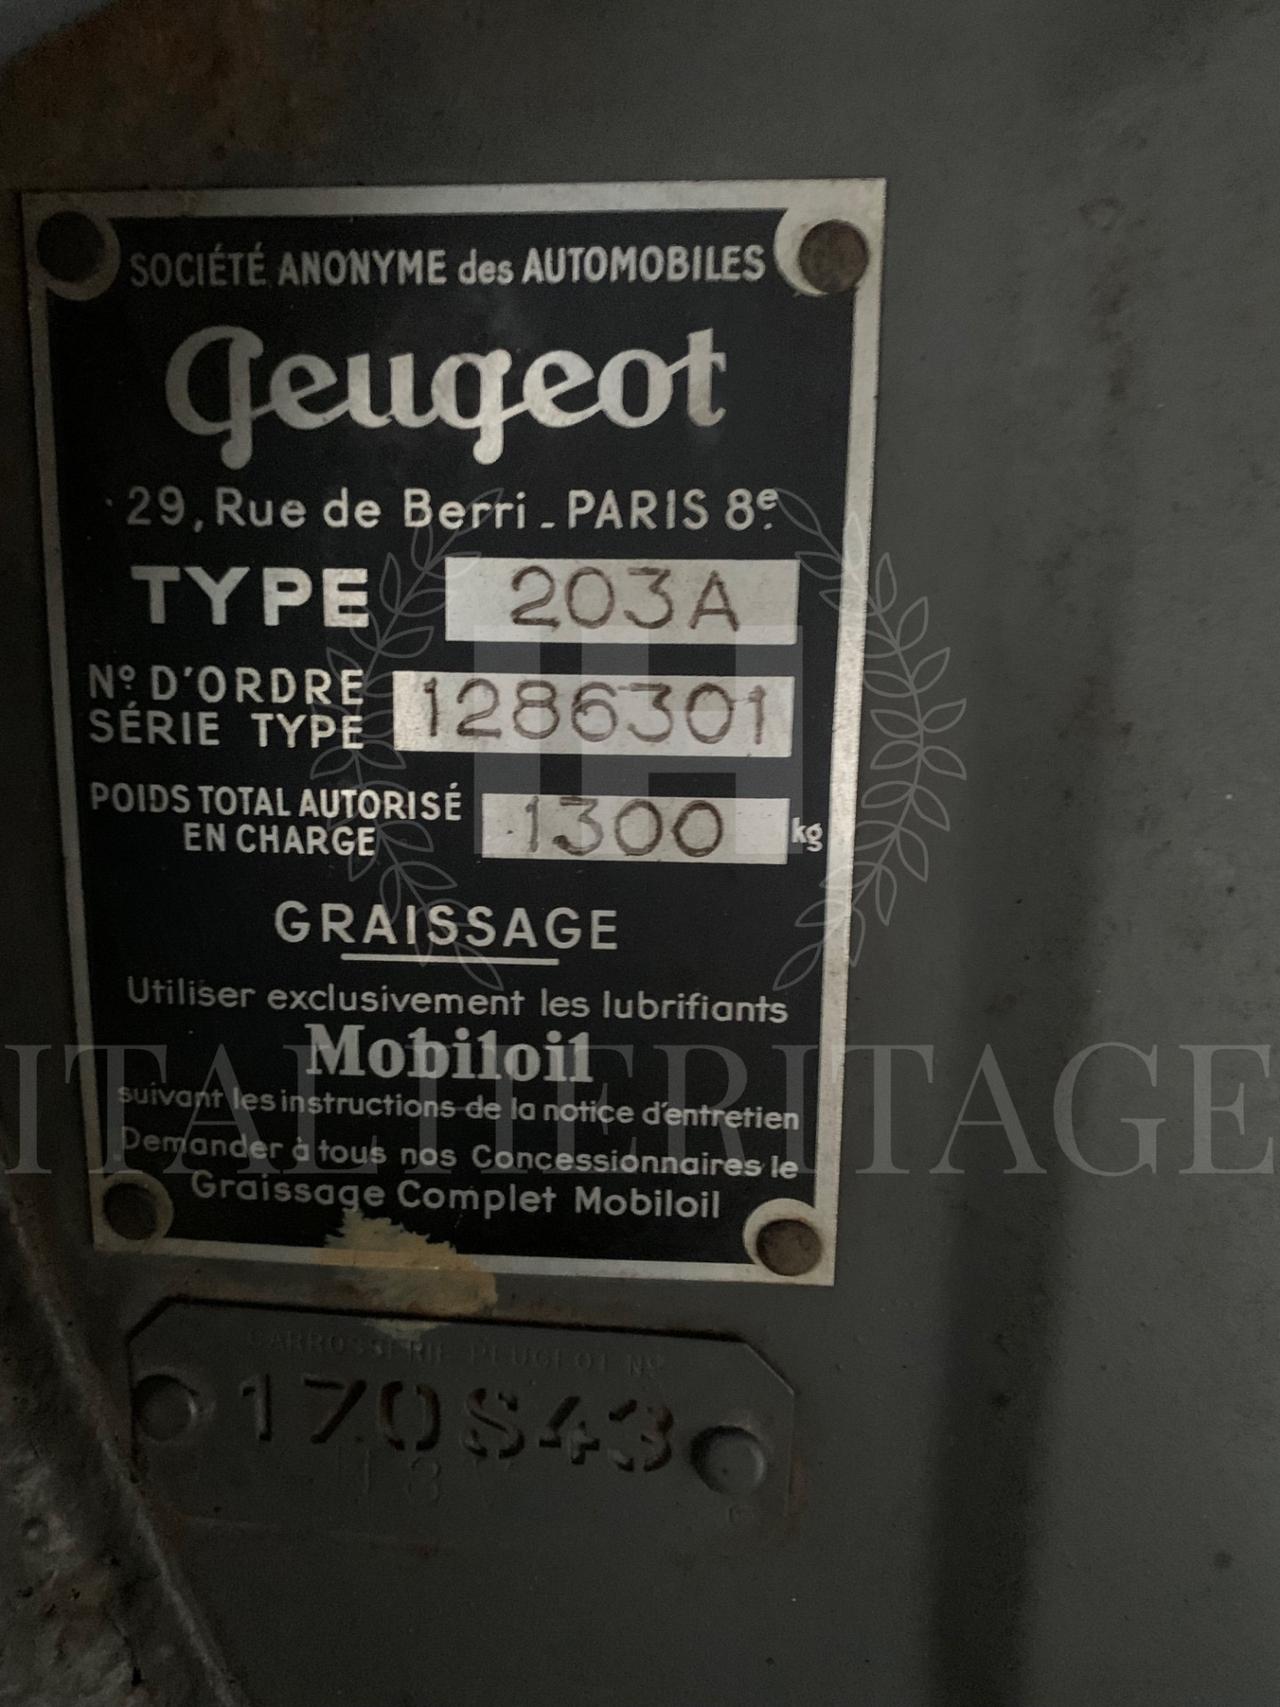 SOCIÉTÉ ANONYME des AUTOMOBILES
Peugeot
29, Rue de Berri - PARIS 8e.
TYPE 203A
No D'ORDRE
SÉRIE TYPE 1286301
POIDS TOTAL AUTORISÉ
EN CHARGE 1300 kg
GRAISSAGE
Utiliser exclusivement les lubrifiants
Mobiloil
suivant les instructions de la notice d'entretien
Demander à tous nos Concessionnaires le
Graissage Complet Mobiloil
IH
ITAL HERITAGE
CARROSSERIE PEUGEOT No
170S43